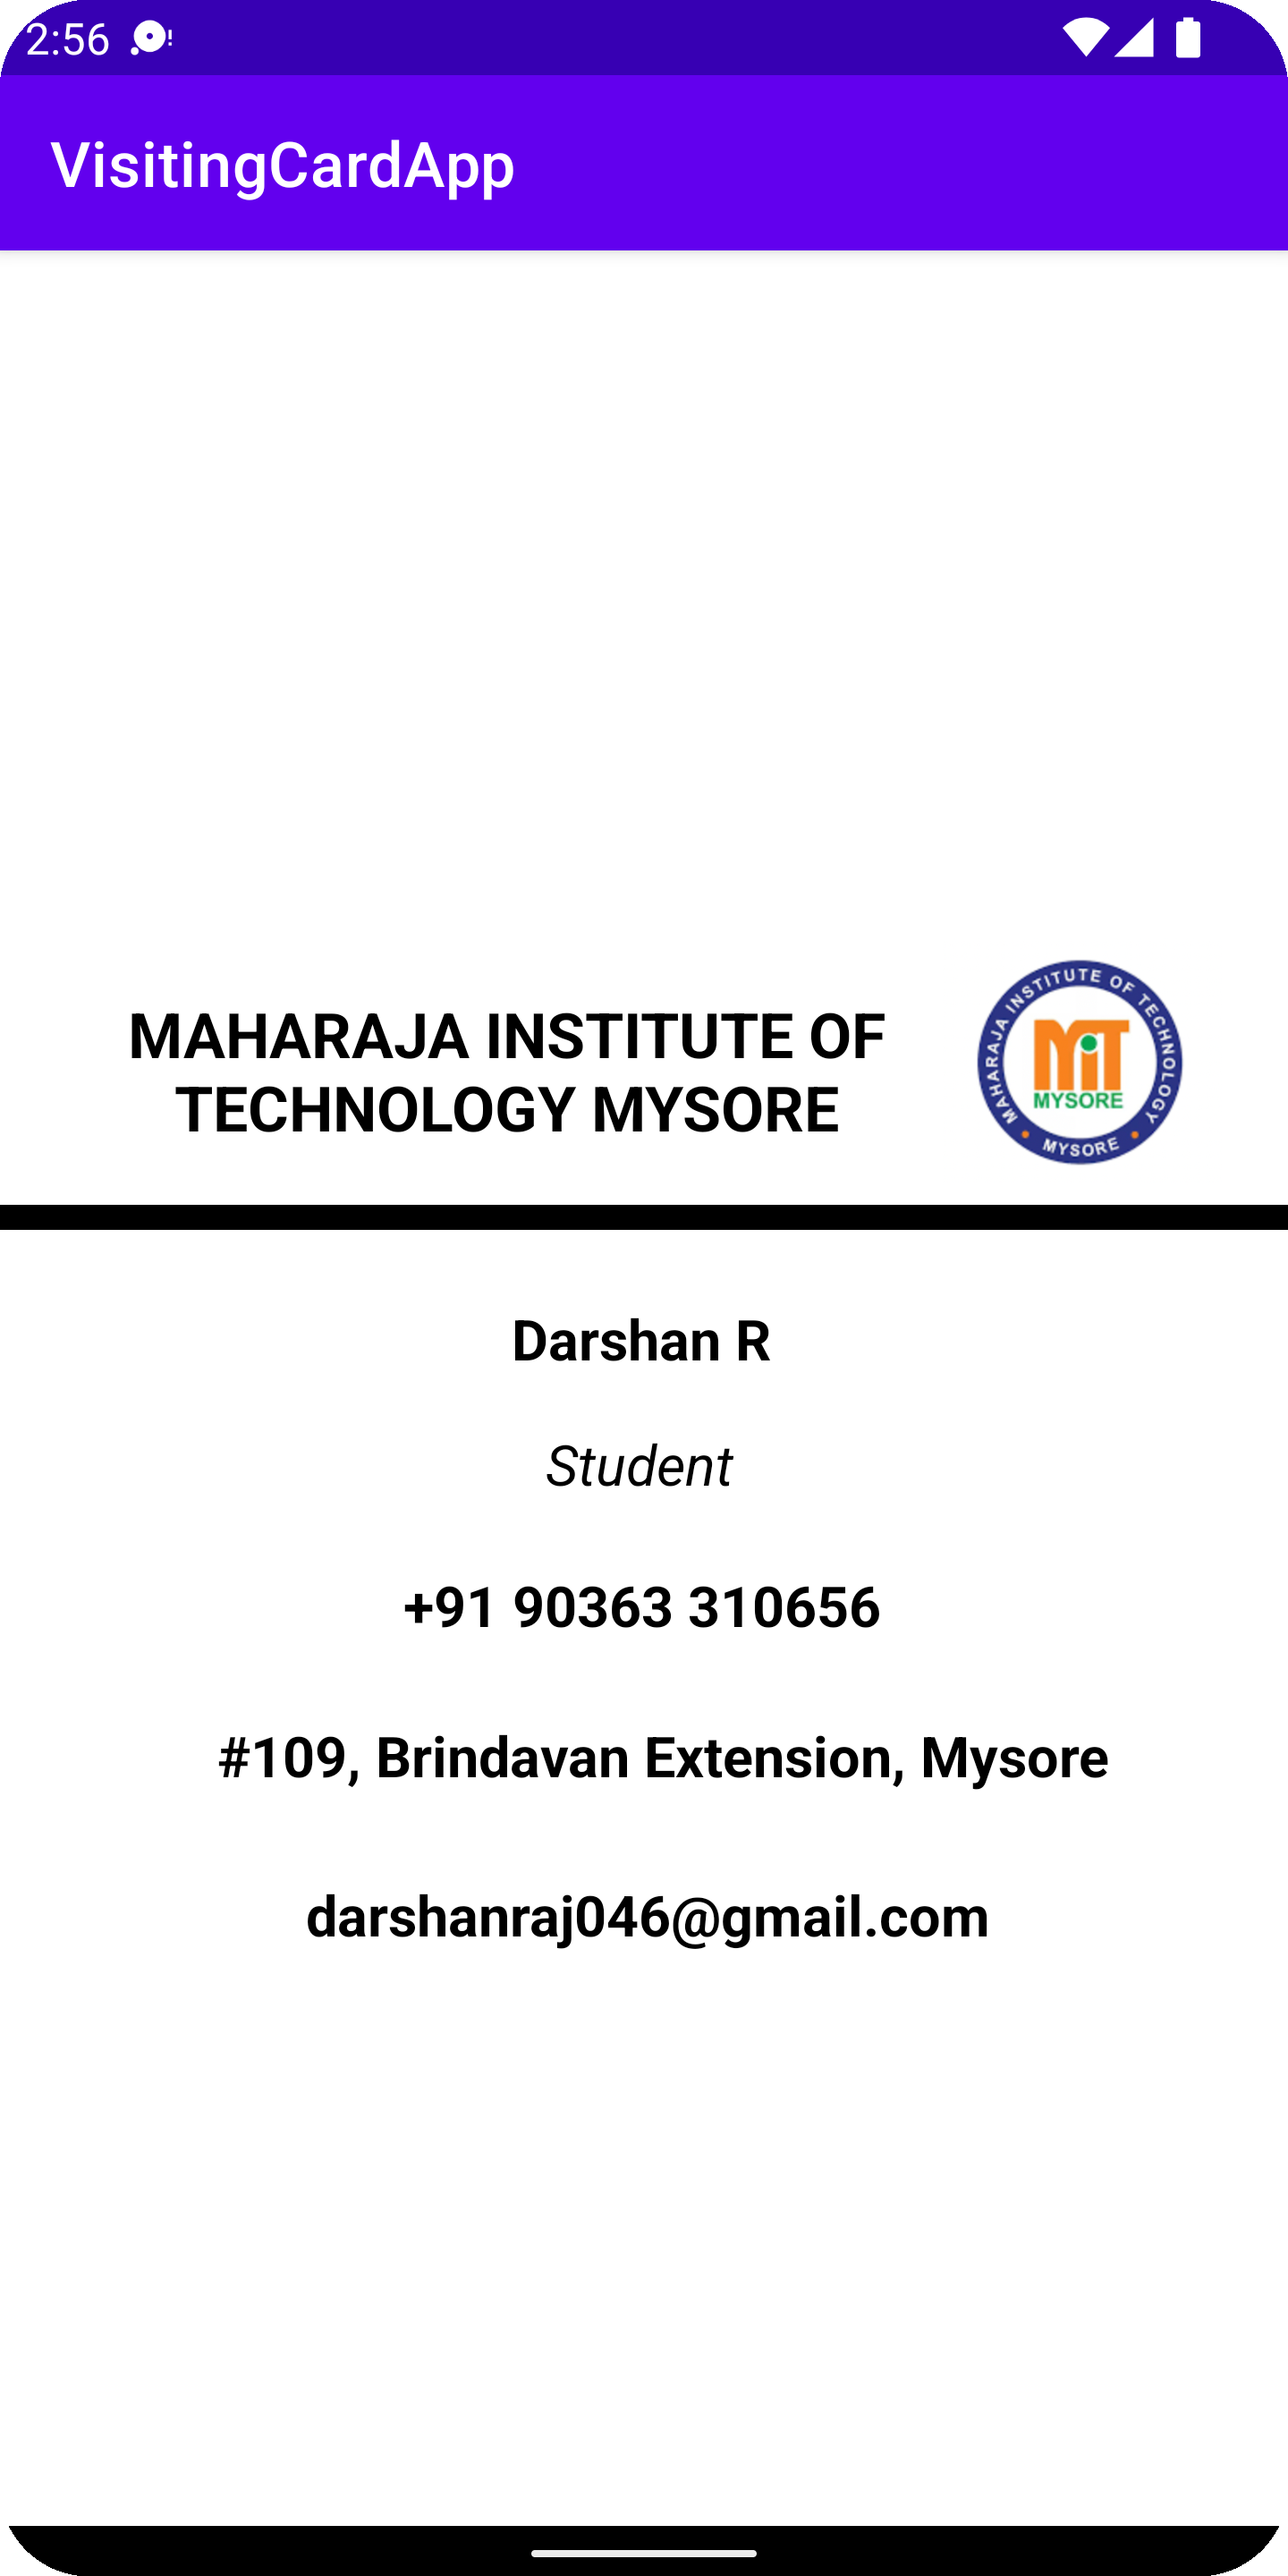 2:56
VisitingCardApp
MAHARAJA INSTITUTE OF
TECHNOLOGY MYSORE
MAHARAJA INSTITUTE OF TECHNOLOGY
MiT
MYSORE
MYSORE
Darshan R
Student
+91 90363 310656
#109, Brindavan Extension, Mysore
darshanraj046@gmail.com